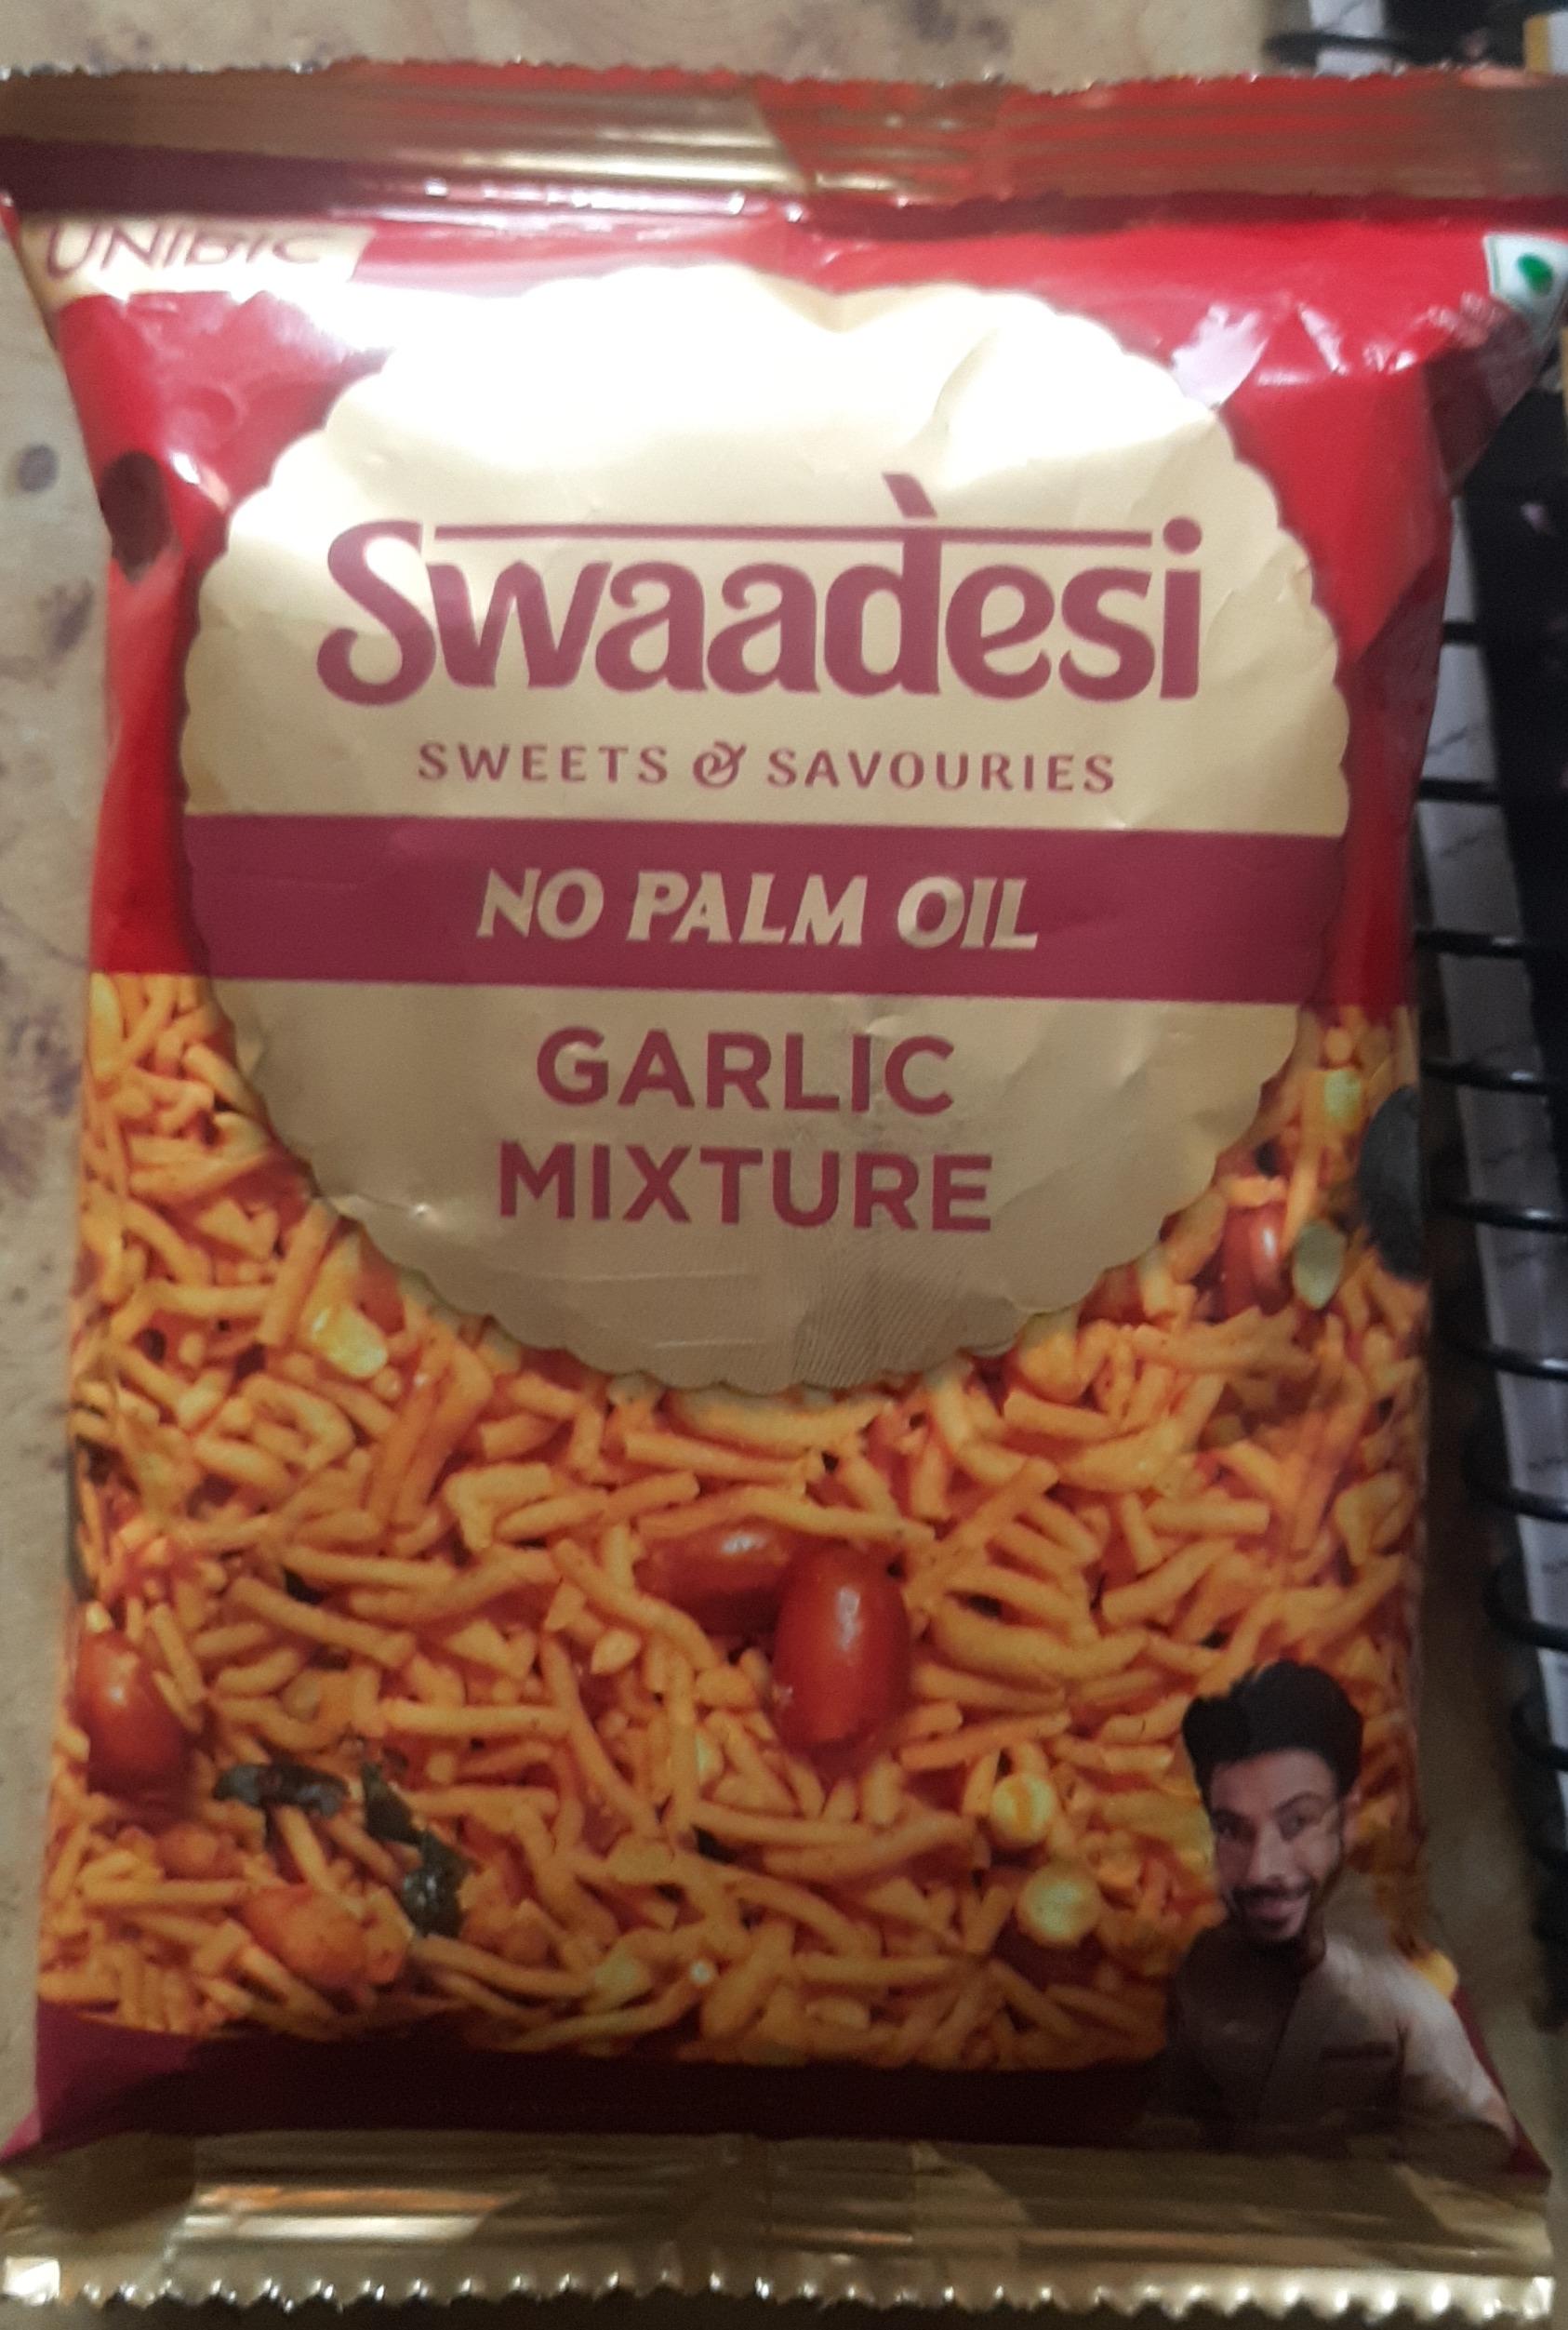 UNIBIC
Swaadesi
SWEETS & SAVOURIES
NO PALM OIL
GARLIC
MIXTURE